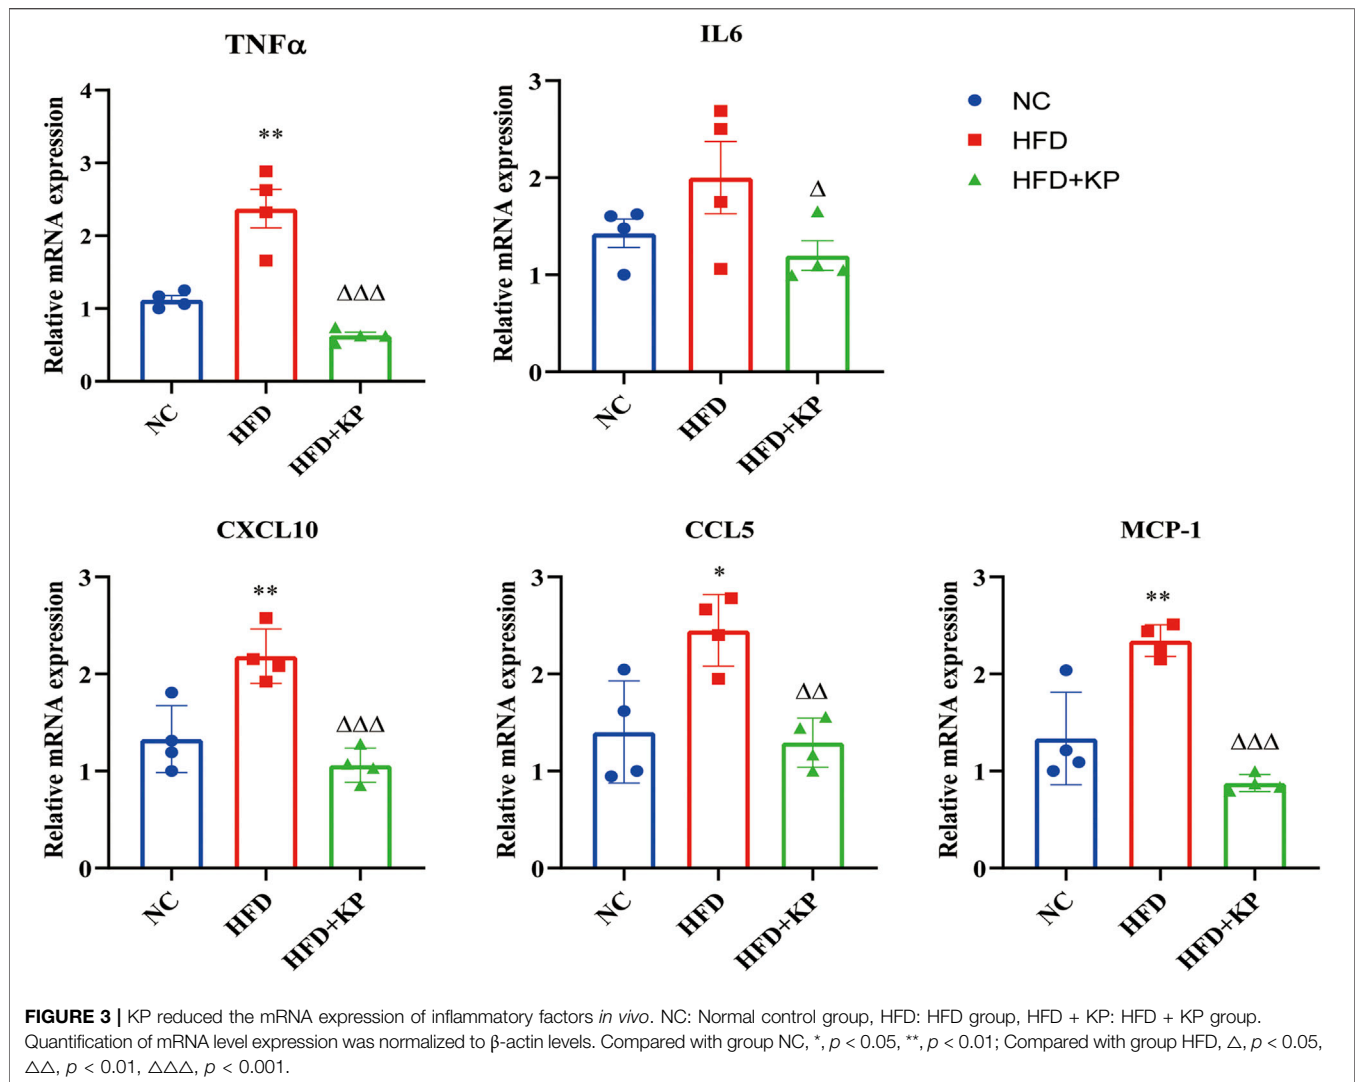 TNFα
Relative mRNA expression
4
3
2
1
0
**
ΔΔΔ
NC
HFD
HFD+KP
IL6
Relative mRNA expression
3
2
1
0
Δ
NC
HFD
HFD+KP
NC
HFD
HFD+KP
CXCL10
Relative mRNA expression
3
2
1
0
**
ΔΔΔ
NC
HFD
HFD+KP
CCL5
Relative mRNA expression
3
2
1
0
*
ΔΔ
NC
HFD
HFD+KP
MCP-1
Relative mRNA expression
3
2
1
0
**
ΔΔΔ
NC
HFD
HFD+KP
FIGURE 3 | KP reduced the mRNA expression of inflammatory factors in vivo. NC: Normal control group, HFD: HFD group, HFD + KP: HFD + KP group.
Quantification of mRNA level expression was normalized to β-actin levels. Compared with group NC, *, p < 0.05, **, p < 0.01; Compared with group HFD, △, p < 0.05,
△△, p < 0.01, △△△, p < 0.001.